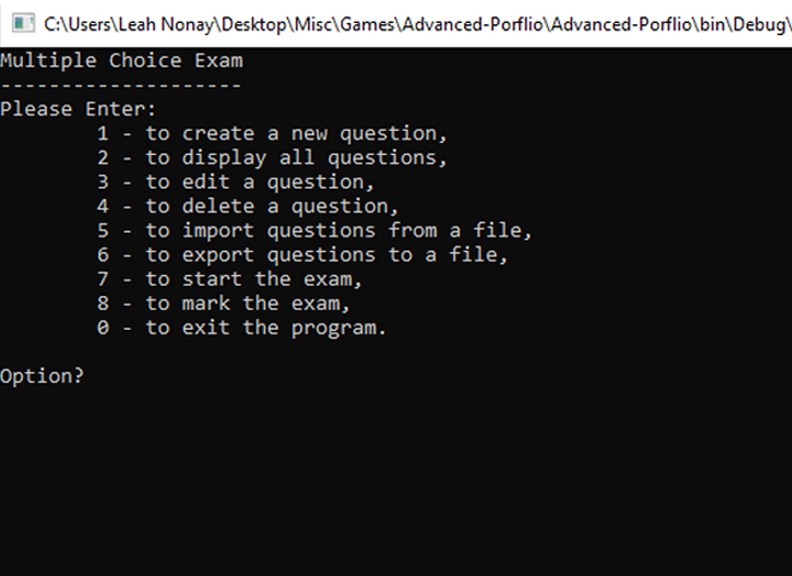 C:\Users\Leah Nonay\Desktop\Misc\Games\Advanced-Porflio\Advanced-Porflio\bin\Debug\
Multiple Choice Exam
--------------------
Please Enter:
1 - to create a new question,
2 - to display all questions,
3 - to edit a question,
4 - to delete a question,
5 - to import questions from a file,
6 - to export questions to a file,
7 - to start the exam,
8 - to mark the exam,
0 - to exit the program.
Option?